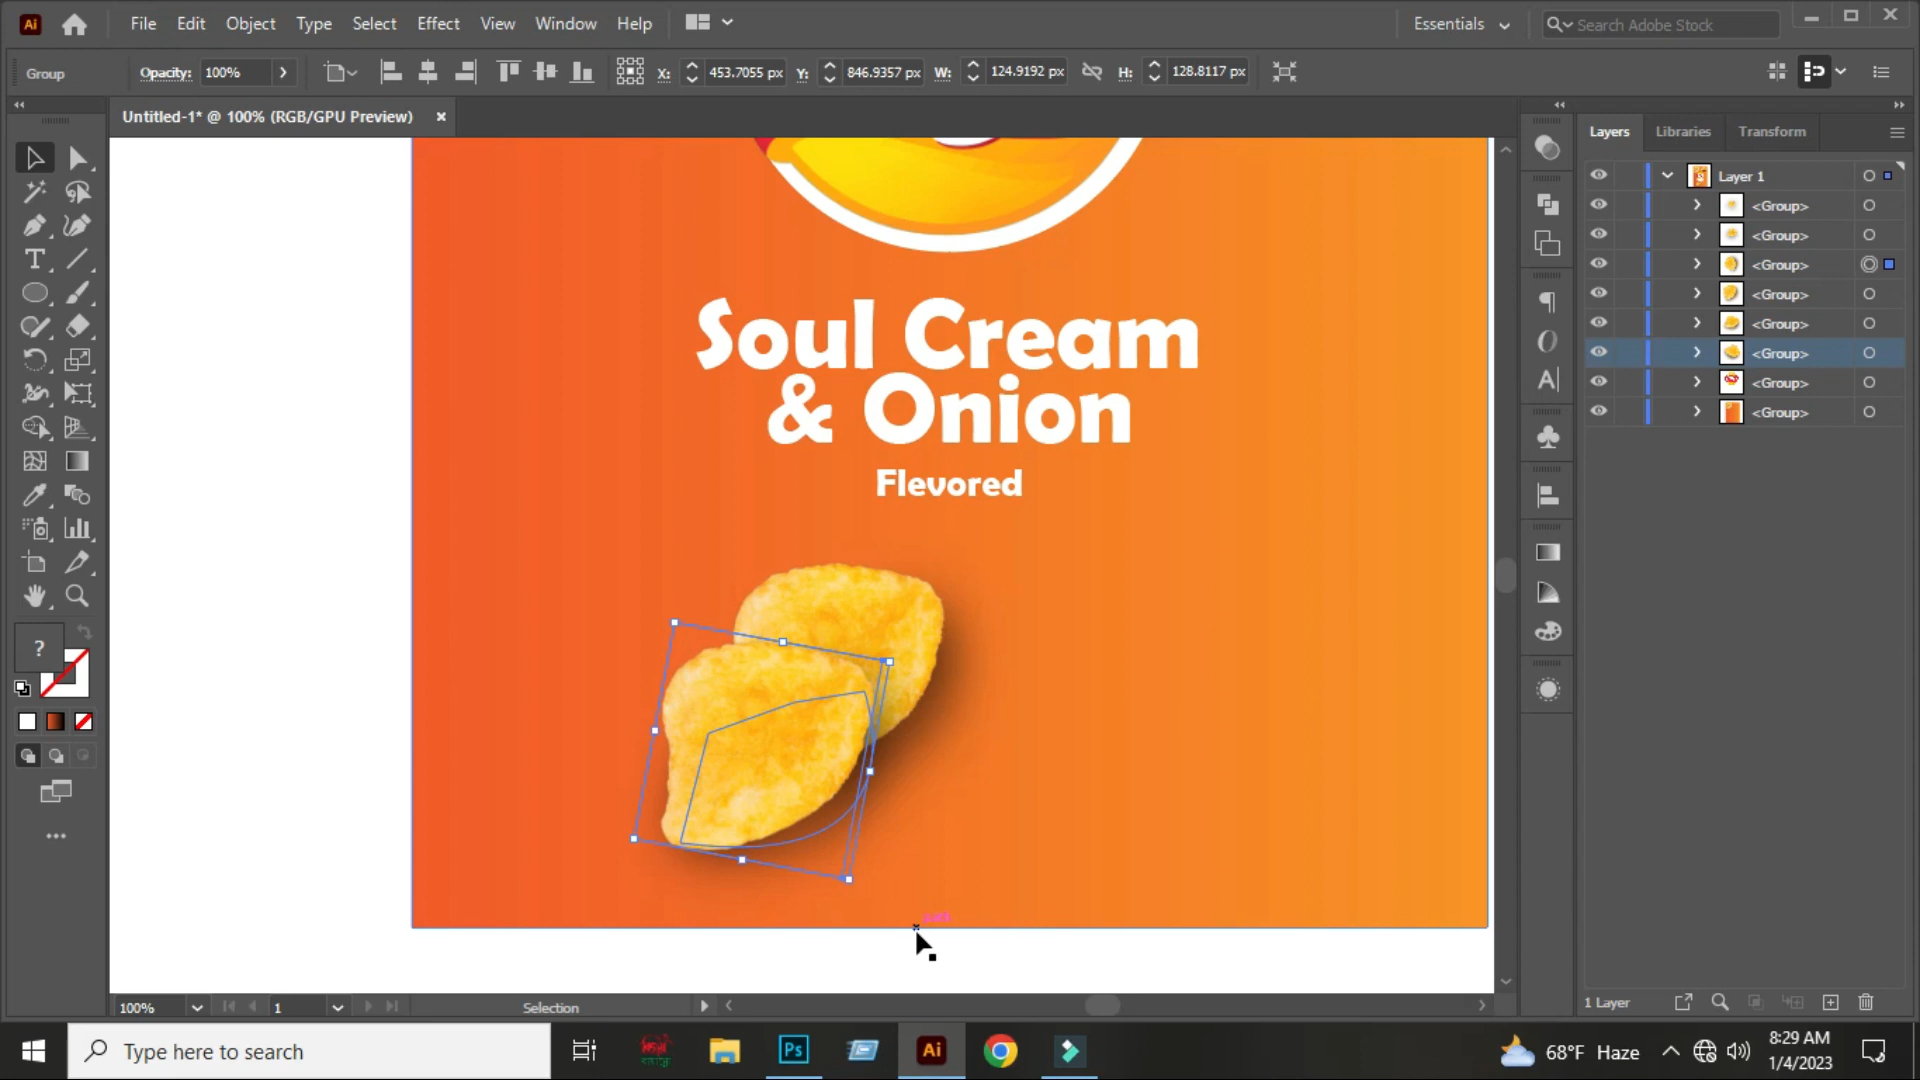 Ai File Edit Object Type Select Effect View Window Help Essentials Search Adobe Stock
Group Opacity: 100% X: 453.7055 px Y: 846.9357 px W: 124.9192 px H: 128.8117 px
Untitled-1* @ 100% (RGB/GPU Preview)
Layers Libraries Transform
Layer 1
<Group>
<Group>
<Group>
<Group>
<Group>
<Group>
<Group>
<Group>
Soul Cream
& Onion
Flevored
?
100% 1 Selection
1 Layer
Type here to search
Ps
Ai
68°F Haze
8:29 AM
1/4/2023